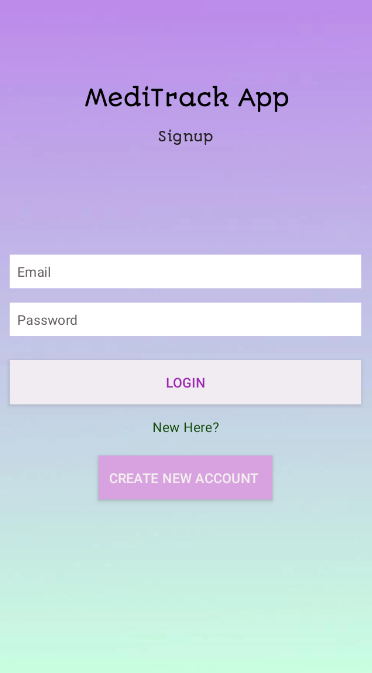 MediTrack App
Signup
Email
Password
LOGIN
New Here?
CREATE NEW ACCOUNT